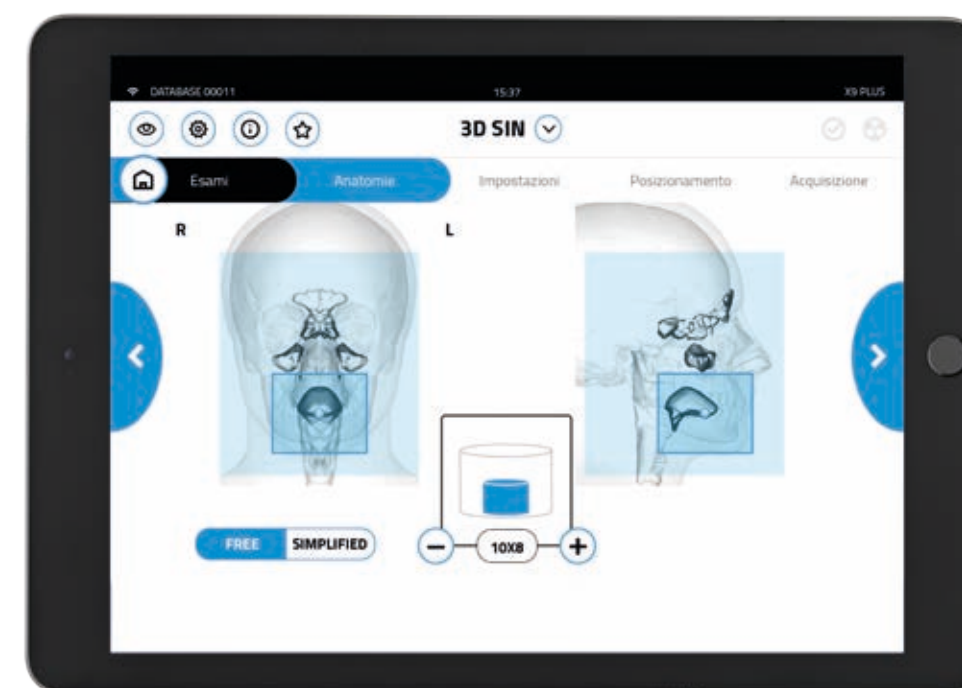 DATABASE 00011 15:37 X9 PLUS
3D SIN
Esami Anatomie Impostazioni Posizionamento Acquisizione
R L
FREE SIMPLIFIED 10X8